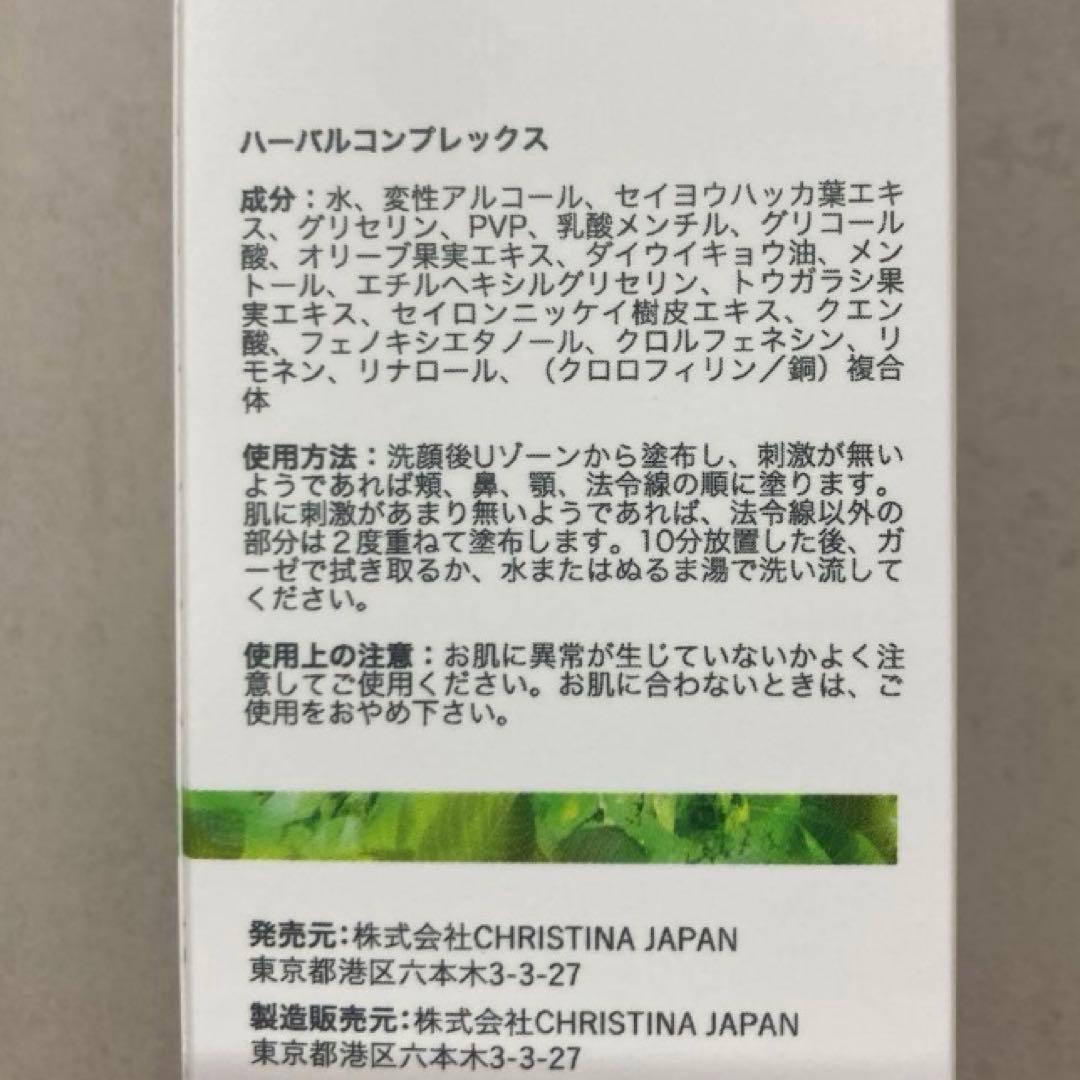 ハーバルコンプレックス
成分：水、変性アルコール、セイヨウハッカ葉エキ
ス、グリセリン、PVP、乳酸メンチル、グリコール
酸、オリーブ果実エキス、ダイウイキョウ油、メン
トール、エチルヘキシルグリセリン、トウガラシ果
実エキス、セイロンニッケイ樹皮エキス、クエン
酸、フェノキシエタノール、クロルフェネシン、リ
モネン、リナロール、（クロロフィリン／銅）複合
体
使用方法：洗顔後Uゾーンから塗布し、刺激が無い
ようであれば頬、鼻、顎、法令線の順に塗ります。
肌に刺激があまり無いようであれば、法令線以外の
部分は２度重ねて塗布します。10分放置した後、ガ
ーゼで拭き取るか、水またはぬるま湯で洗い流して
ください。
使用上の注意：お肌に異常が生じていないかよく注
意してご使用ください。お肌に合わないときは、ご
使用をおやめ下さい。
発売元:株式会社CHRISTINA JAPAN
東京都港区六本木3-3-27
製造販売元:株式会社CHRISTINA JAPAN
東京都港区六本木3-3-27